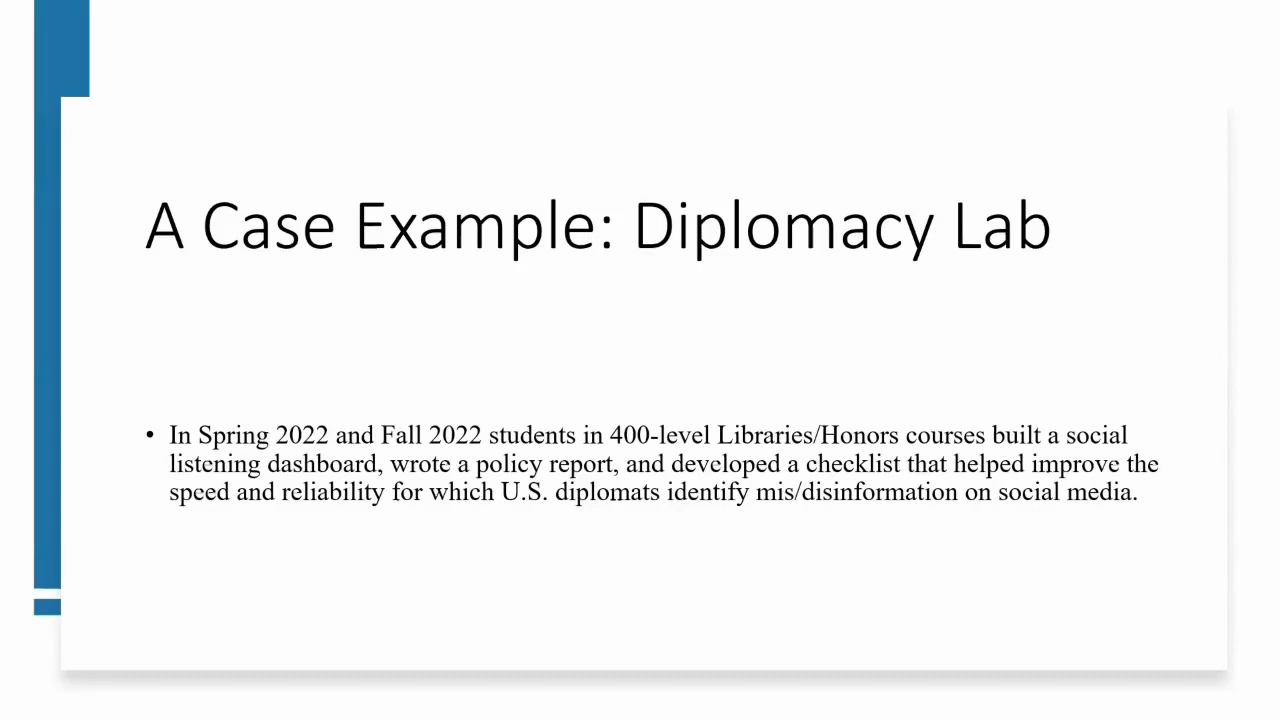 A Case Example: Diplomacy Lab
• In Spring 2022 and Fall 2022 students in 400-level Libraries/Honors courses built a social
listening dashboard, wrote a policy report, and developed a checklist that helped improve the
speed and reliability for which U.S. diplomats identify mis/disinformation on social media.